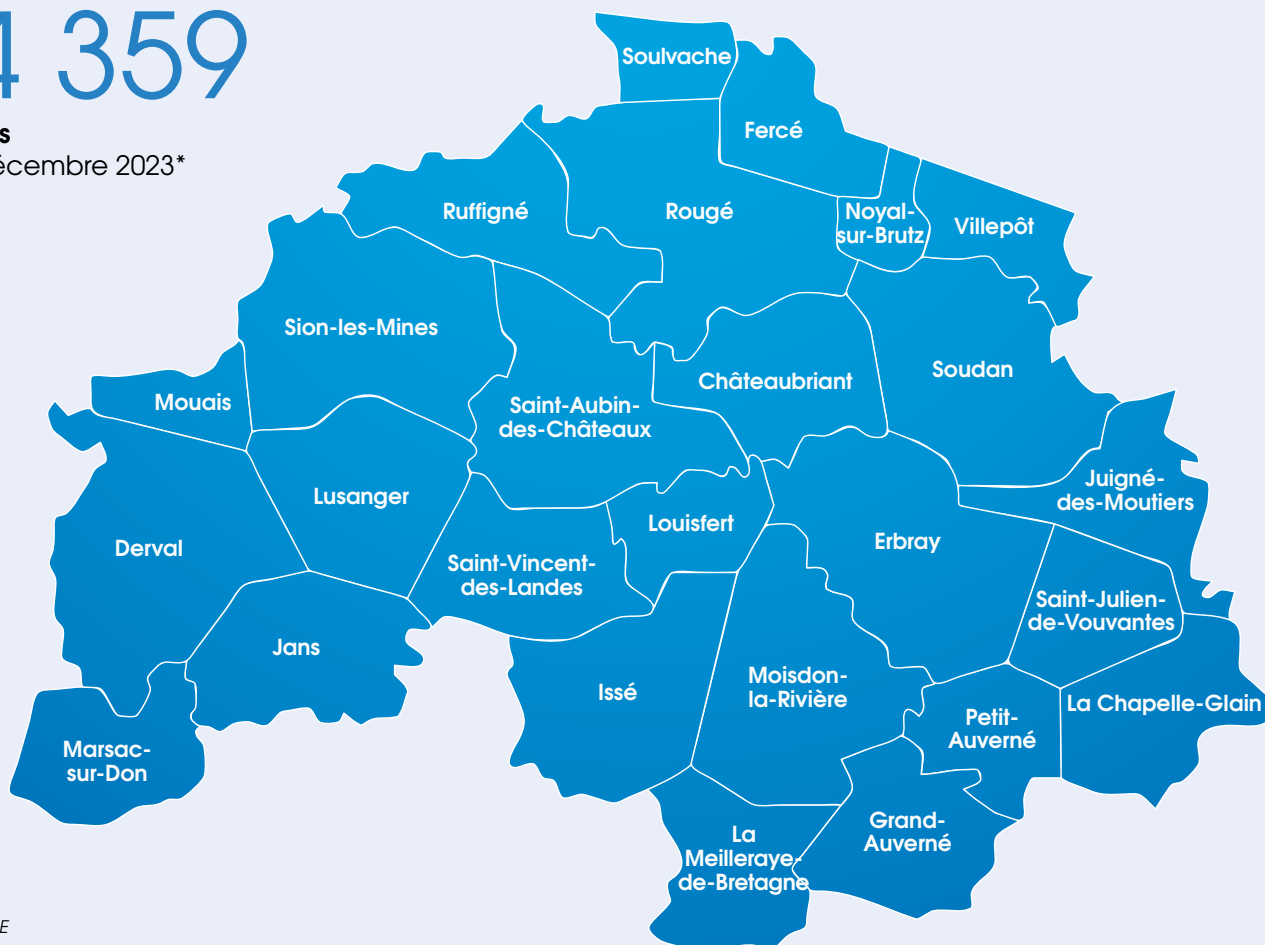 4 359
s
écembre 2023*
Soulvache
Fercé
Ruffigné
Rougé
Noyal-
sur-Brutz
Villepôt
Sion-les-Mines
Mouais
Saint-Aubin-
des-Châteaux
Châteaubriant
Soudan
Juigné-
des-Moutiers
Lusanger
Louisfert
Erbray
Derval
Saint-Vincent-
des-Landes
Saint-Julien-
de-Vouvantes
Jans
Issé
Moisdon-
la-Rivière
Petit-
Auverné
La Chapelle-Glain
Marsac-
sur-Don
La
Meilleraye-
de-Bretagne
Grand-
Auverné
E